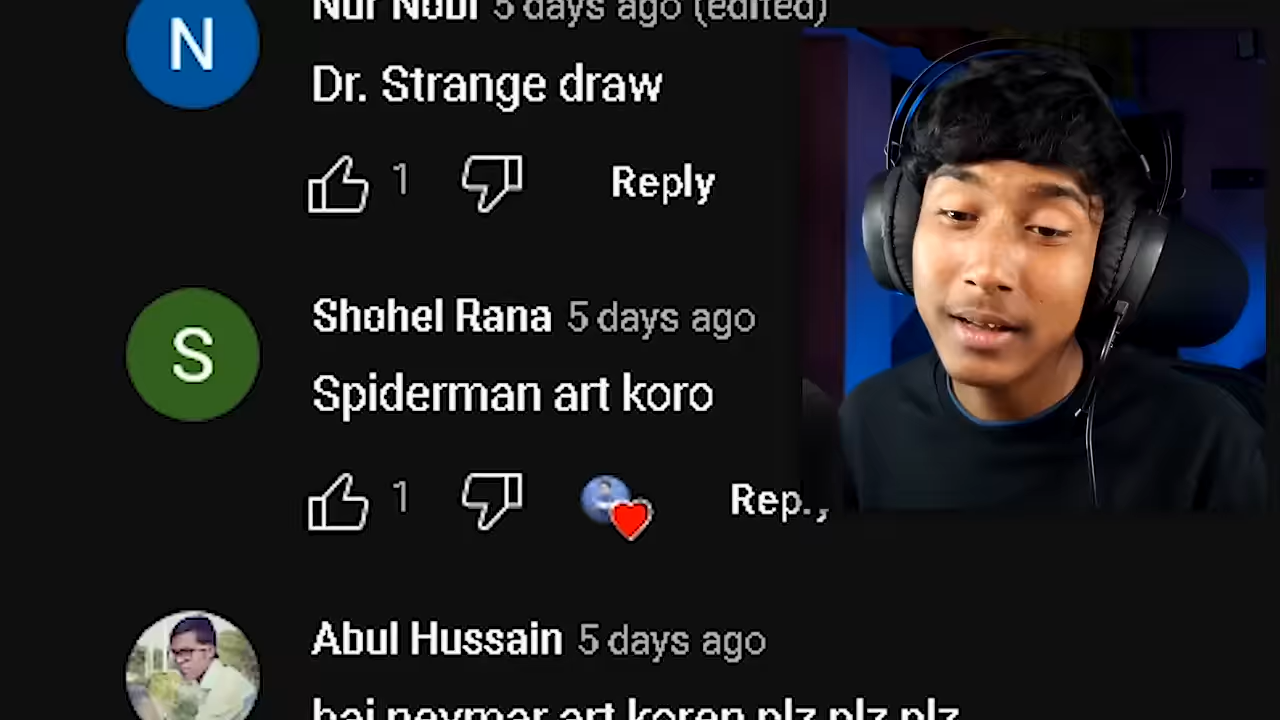 Nur Nobi 5 days ago (edited)
Dr. Strange draw
1 Reply
Shohel Rana 5 days ago
Spiderman art koro
1
Abul Hussain 5 days ago
bai neymar art koren plz plz plz